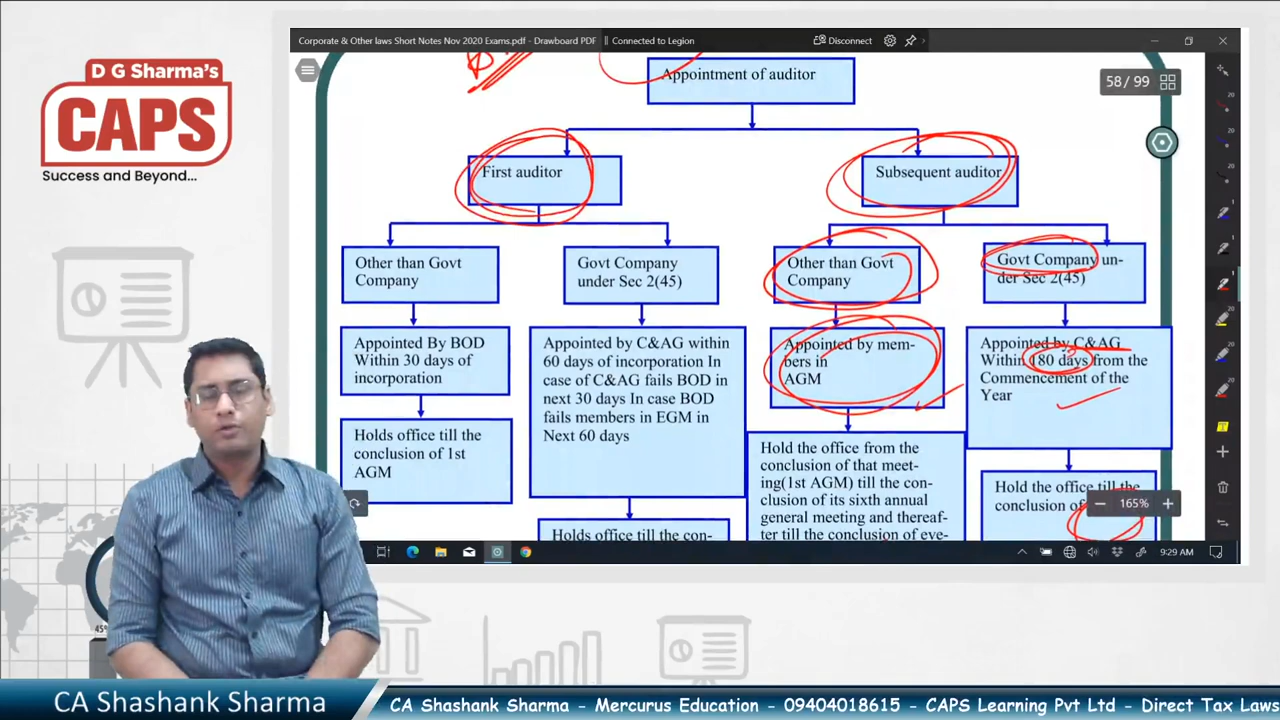 D G Sharma's
CAPS
Success and Beyond...
Corporate & Other laws Short Notes Nov 2020 Exams.pdf - Drawboard PDF
Connected to Legion
Disconnect
58 / 99
Appointment of auditor
First auditor
Subsequent auditor
Other than Govt
Company
Govt Company
under Sec 2(45)
Other than Govt
Company
Govt Company un-
der Sec 2(45)
Appointed By BOD
Within 30 days of
incorporation
Appointed by C&AG within
60 days of incorporation In
case of C&AG fails BOD in
next 30 days In case BOD
fails members in EGM in
Next 60 days
Appointed by mem-
bers in
AGM
Appointed by C&AG
Within 180 days from the
Commencement of the
Year
Holds office till the
conclusion of 1st
AGM
Holds office till the con-
Hold the office from the
conclusion of that meet-
ing(1st AGM) till the con-
clusion of its sixth annual
general meeting and thereaf-
ter till the conclusion of eve-
Hold the office till the
conclusion of
165%
9:29 AM
45%
CA Shashank Sharma
CA Shashank Sharma - Mercurus Education - 09404018615 - CAPS Learning Pvt Ltd - Direct Tax Laws